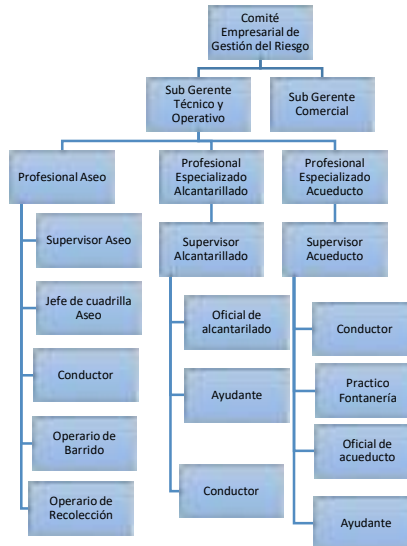 Comité
Empresarial de
Gestión del Riesgo
Sub Gerente
Técnico y
Operativo
Sub Gerente
Comercial
Profesional Aseo
Profesional
Especializado
Alcantarillado
Profesional
Especializado
Acueducto
Supervisor Aseo
Jefe de cuadrilla
Aseo
Conductor
Operario de
Barrido
Operario de
Recolección
Supervisor
Alcantarillado
Oficial de
alcantarilado
Ayudante
Conductor
Supervisor
Acueducto
Conductor
Practico
Fontanería
Oficial de
acueducto
Ayudante